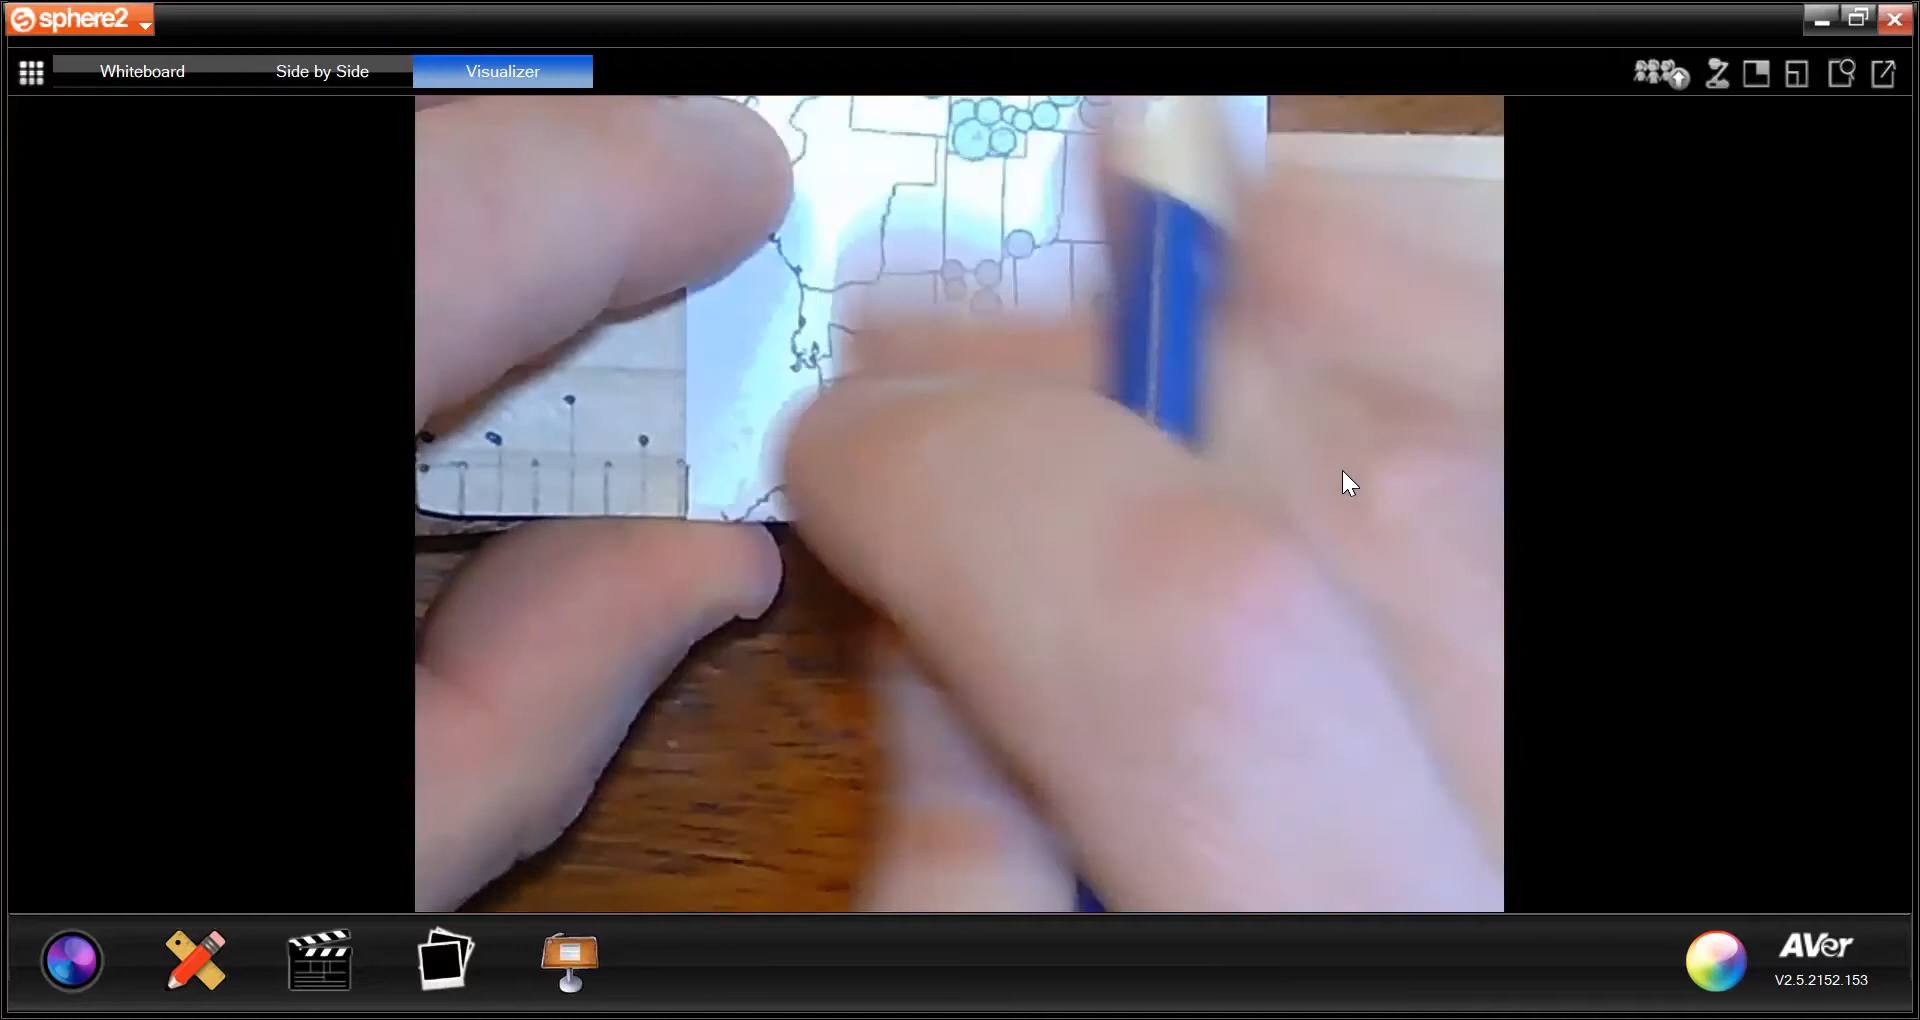 sphere2
Whiteboard
Side by Side
Visualizer
AVer
V2.5.2152.153